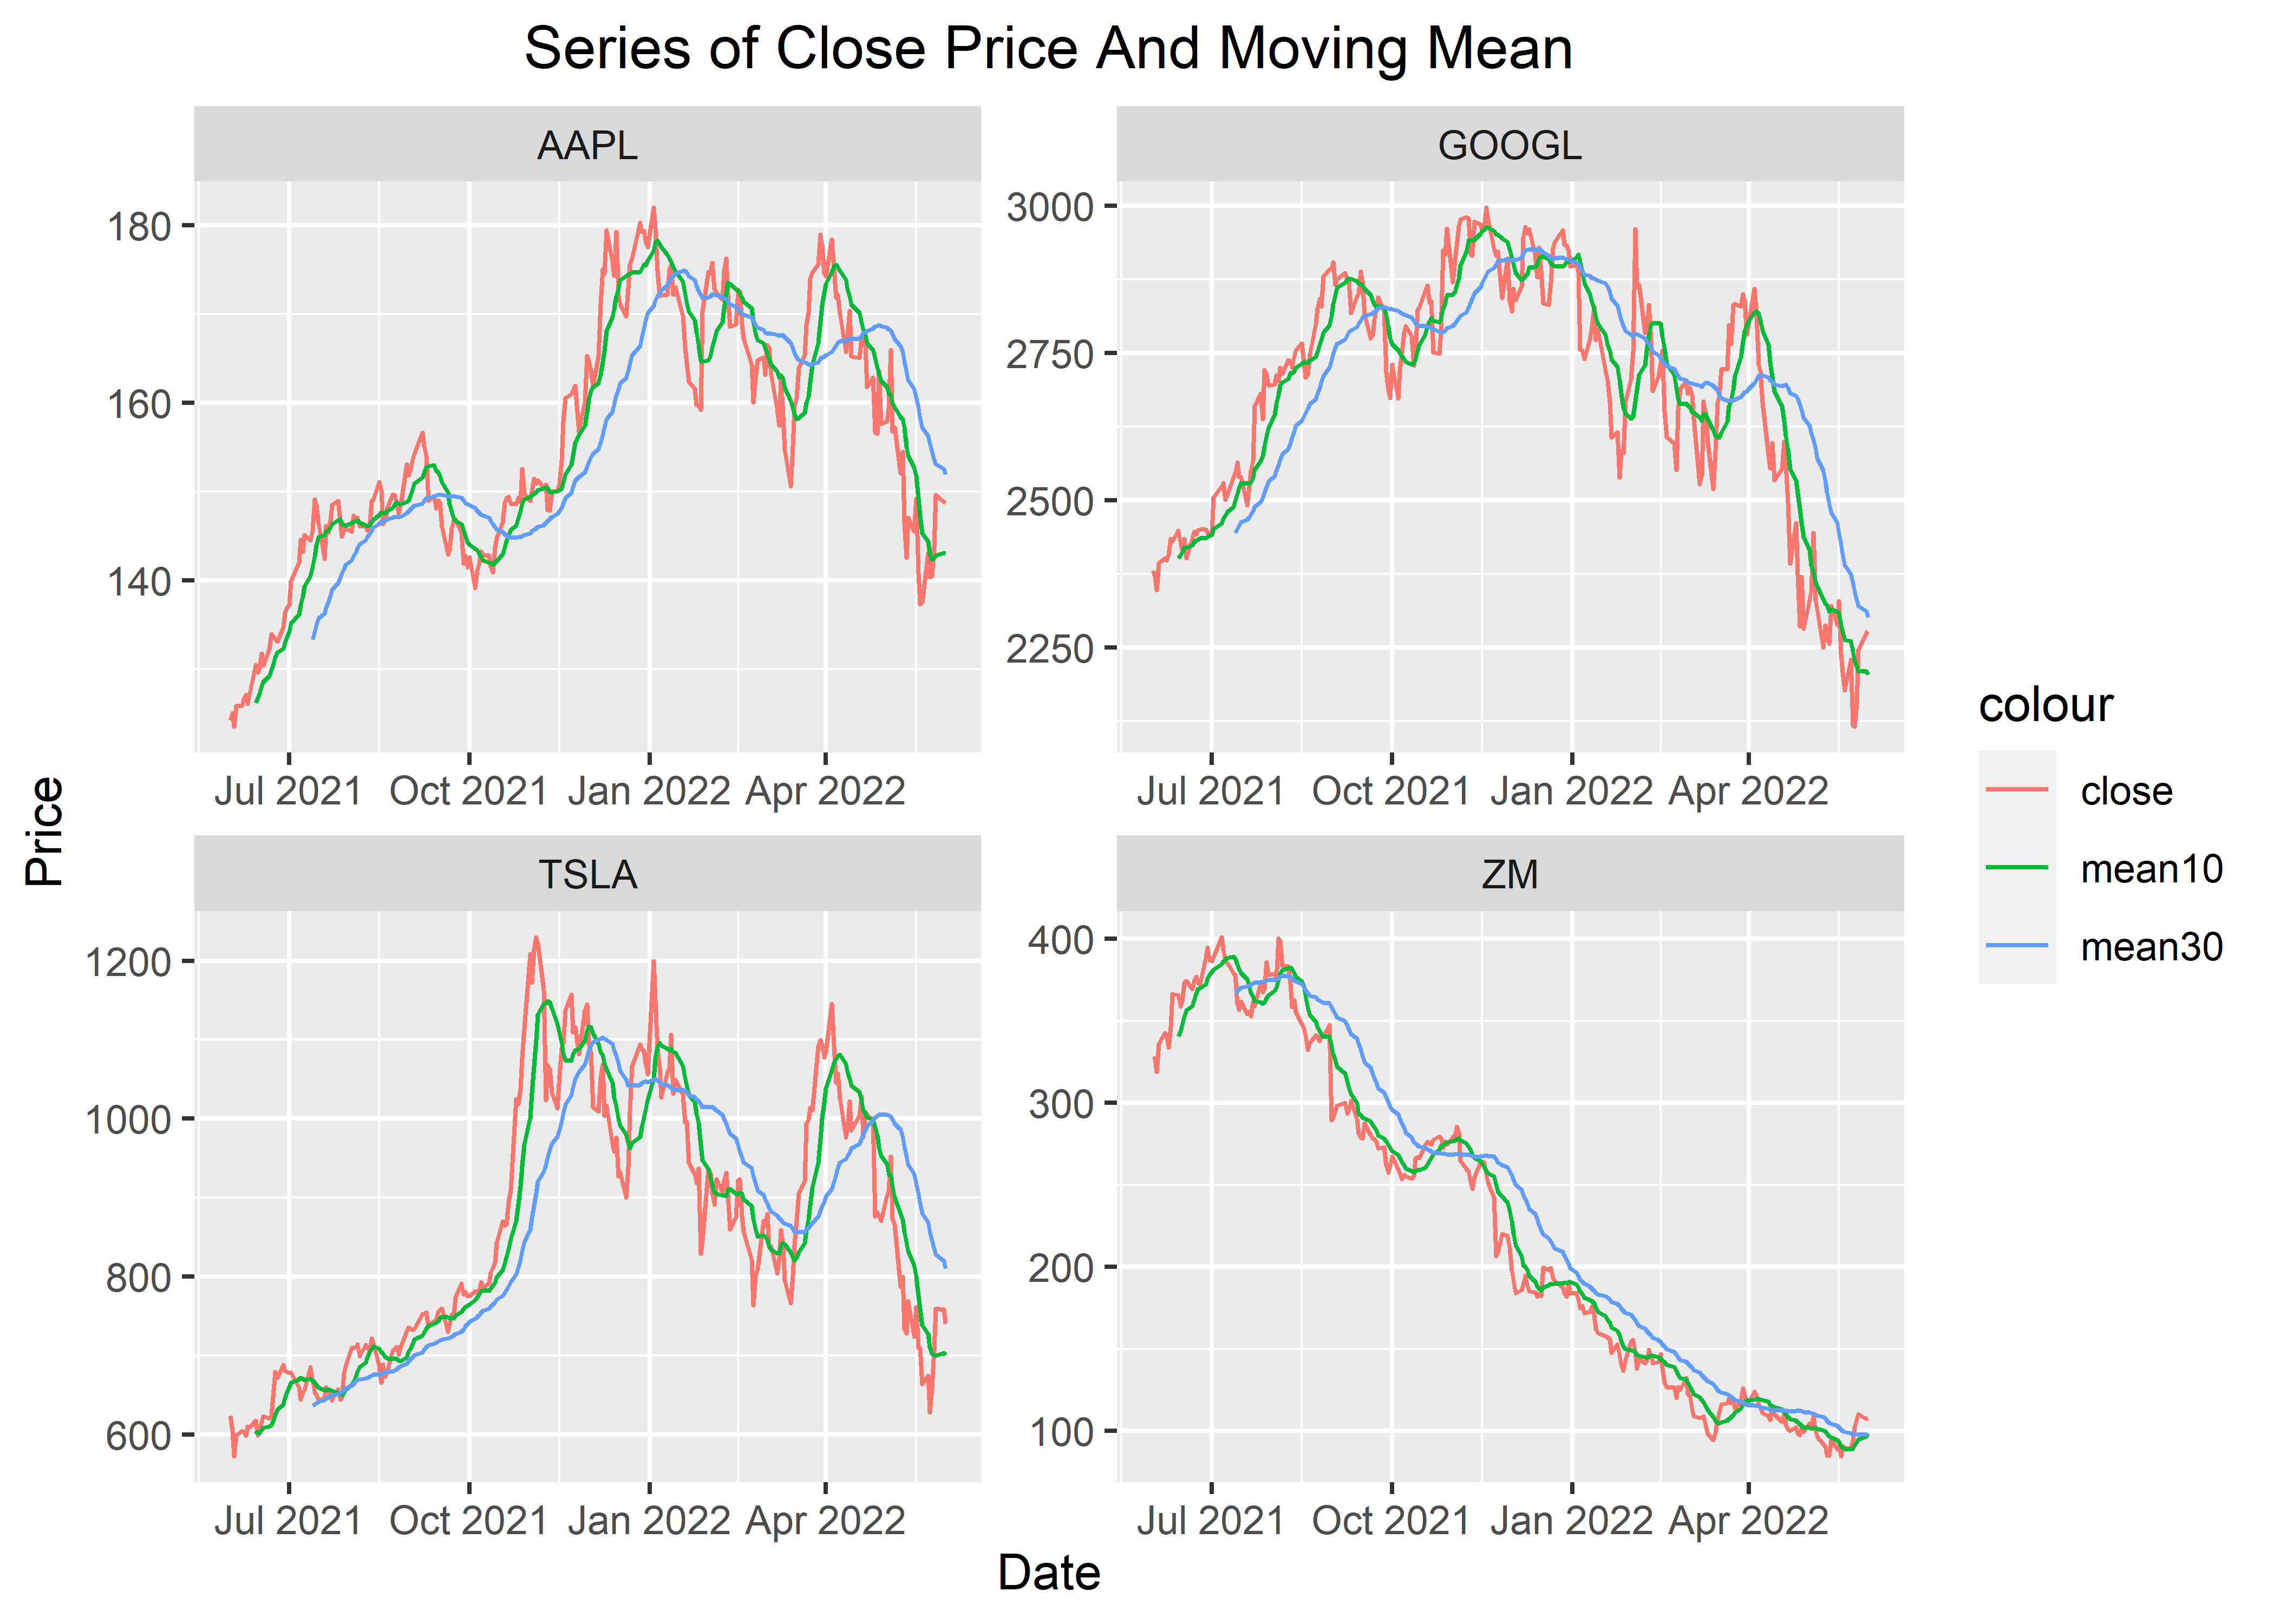 Series of Close Price And Moving Mean
AAPL
180
160
140
Jul 2021 Oct 2021 Jan 2022 Apr 2022
GOOGL
3000
2750
2500
2250
Jul 2021 Oct 2021 Jan 2022 Apr 2022
TSLA
1200
1000
800
600
Jul 2021 Oct 2021 Jan 2022 Apr 2022
ZM
400
300
200
100
Jul 2021 Oct 2021 Jan 2022 Apr 2022
Price
Date
colour
close
mean10
mean30